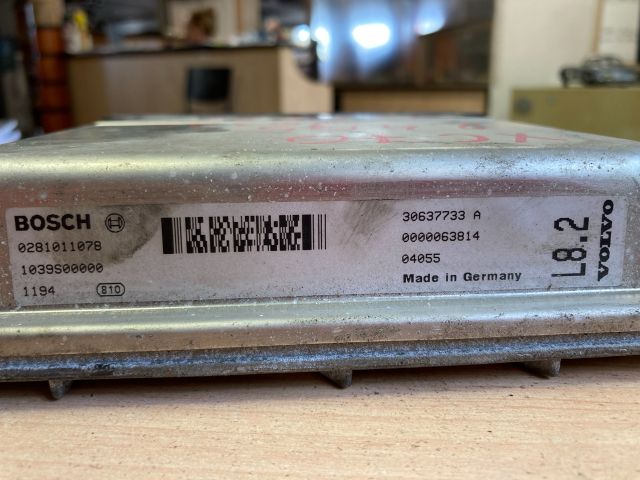 BOSCH
0281011078
1039S00000
1194 810
30637733 A
0000063814
04055
Made in Germany
L8.2
VOLVO